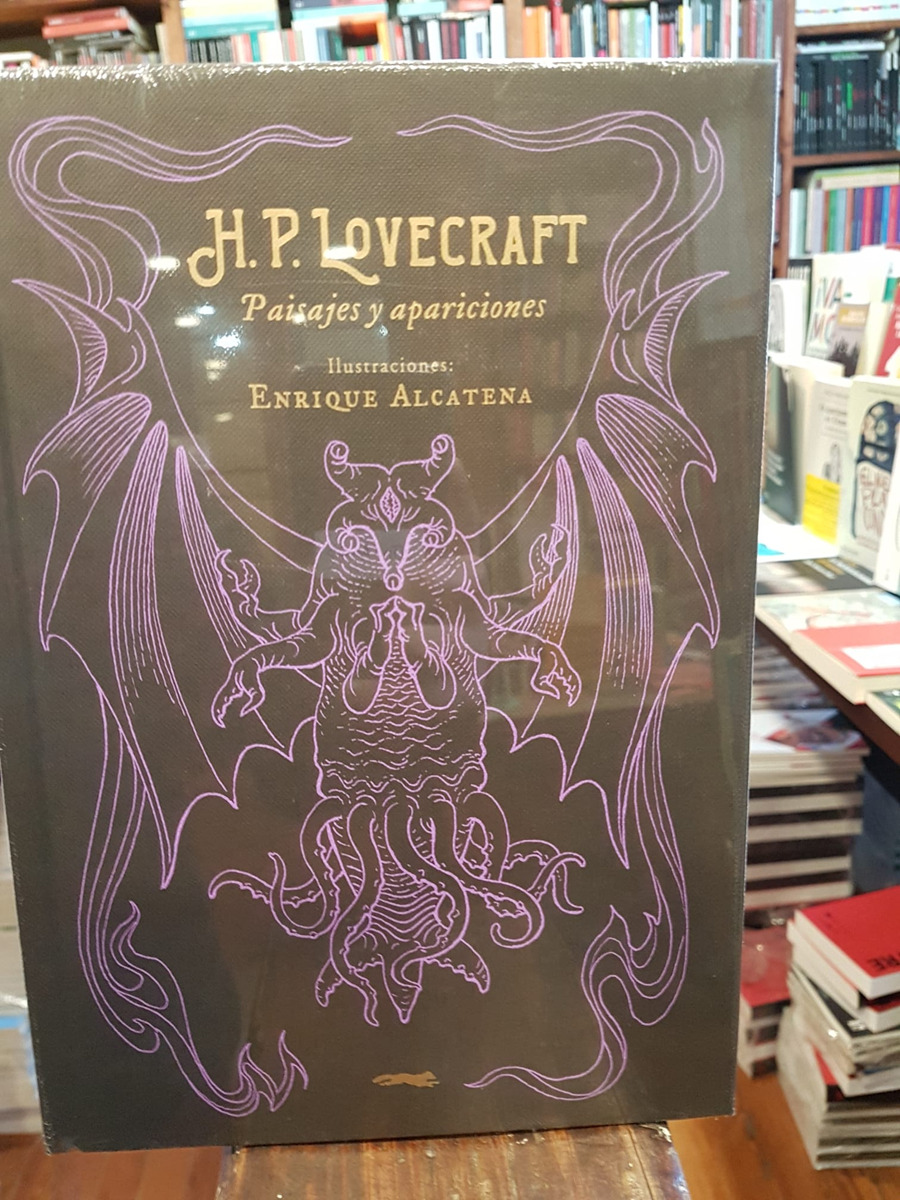 H. P. LOVECRAFT
Paisajes y apariciones
Ilustraciones:
ENRIQUE ALCATENA